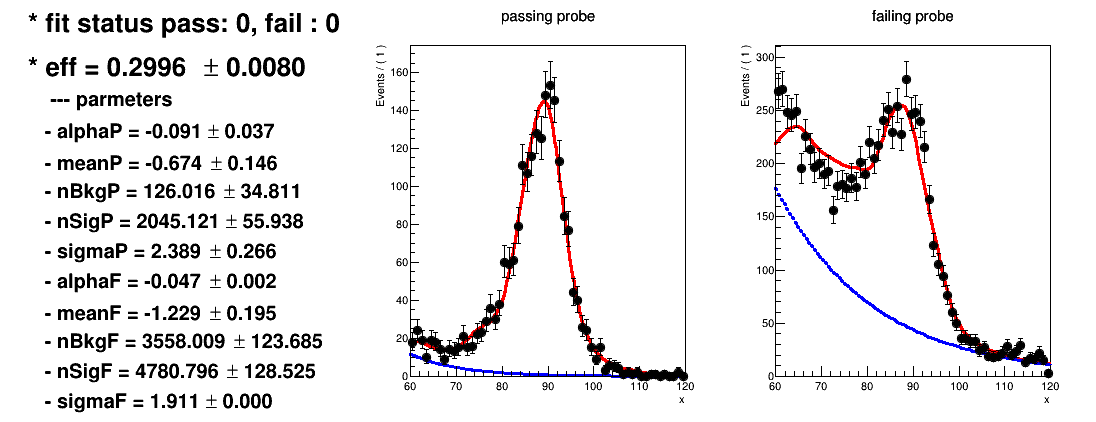 * fit status pass: 0, fail : 0
* eff = 0.2996 ± 0.0080
--- parmeters
- alphaP = -0.091 ± 0.037
- meanP = -0.674 ± 0.146
- nBkgP = 126.016 ± 34.811
- nSigP = 2045.121 ± 55.938
- sigmaP = 2.389 ± 0.266
- alphaF = -0.047 ± 0.002
- meanF = -1.229 ± 0.195
- nBkgF = 3558.009 ± 123.685
- nSigF = 4780.796 ± 128.525
- sigmaF = 1.911 ± 0.000
passing probe
Events / ( 1 )
160
140
120
100
80
60
40
20
0
60 70 80 90 100 110 120
x
failing probe
Events / ( 1 )
300
250
200
150
100
50
0
60 70 80 90 100 110 120
x